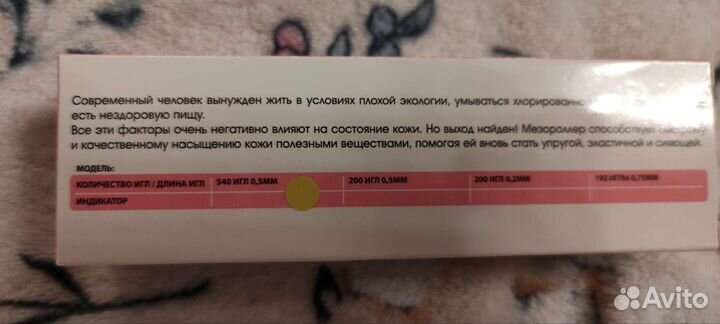 Современный человек вынужден жить в условиях плохой экологии, умываться
есть нездоровую пищу.
Все эти факторы очень негативно влияют на состояние кожи. Но выход найден! Мезороллер способствует
и качественному насыщению кожи полезными веществами, помогая ей вновь стать упругой, эластичной и сияющей.
МОДЕЛЬ:
КОЛИЧЕСТВО ИГЛ / ДЛИНА ИГЛ 540 ИГЛ 0,5ММ 200 ИГЛ 0,5ММ 200 ИГЛ 0,2ММ 192 ИГЛЫ 0,75ММ
ИНДИКАТОР
Avito